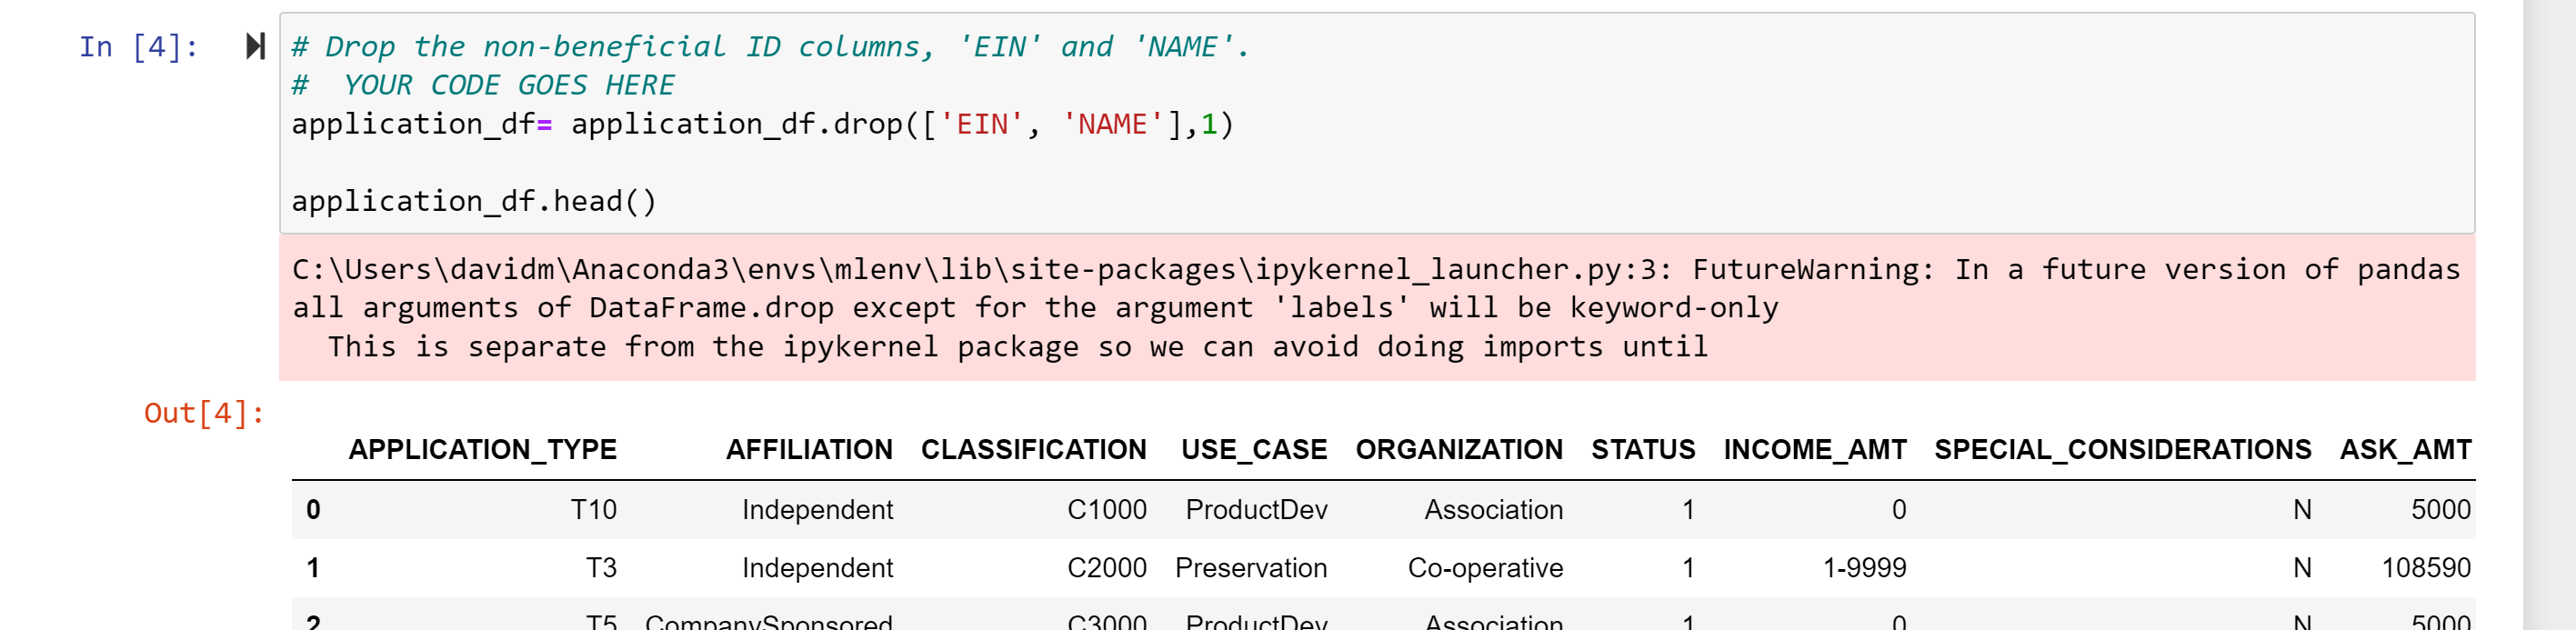 In [4]:
# Drop the non-beneficial ID columns, 'EIN' and 'NAME'.
#  YOUR CODE GOES HERE
application_df= application_df.drop(['EIN', 'NAME'],1)
application_df.head()
C:\Users\davidm\Anaconda3\envs\mlenv\lib\site-packages\ipykernel_launcher.py:3: FutureWarning: In a future version of pandas
all arguments of DataFrame.drop except for the argument 'labels' will be keyword-only
  This is separate from the ipykernel package so we can avoid doing imports until
Out[4]:
APPLICATION_TYPE AFFILIATION CLASSIFICATION USE_CASE ORGANIZATION STATUS INCOME_AMT SPECIAL_CONSIDERATIONS ASK_AMT
0 T10 Independent C1000 ProductDev Association 1 0 N 5000
1 T3 Independent C2000 Preservation Co-operative 1 1-9999 N 108590
2 T5 CompanySponsored C3000 ProductDev Association 1 0 N 5000